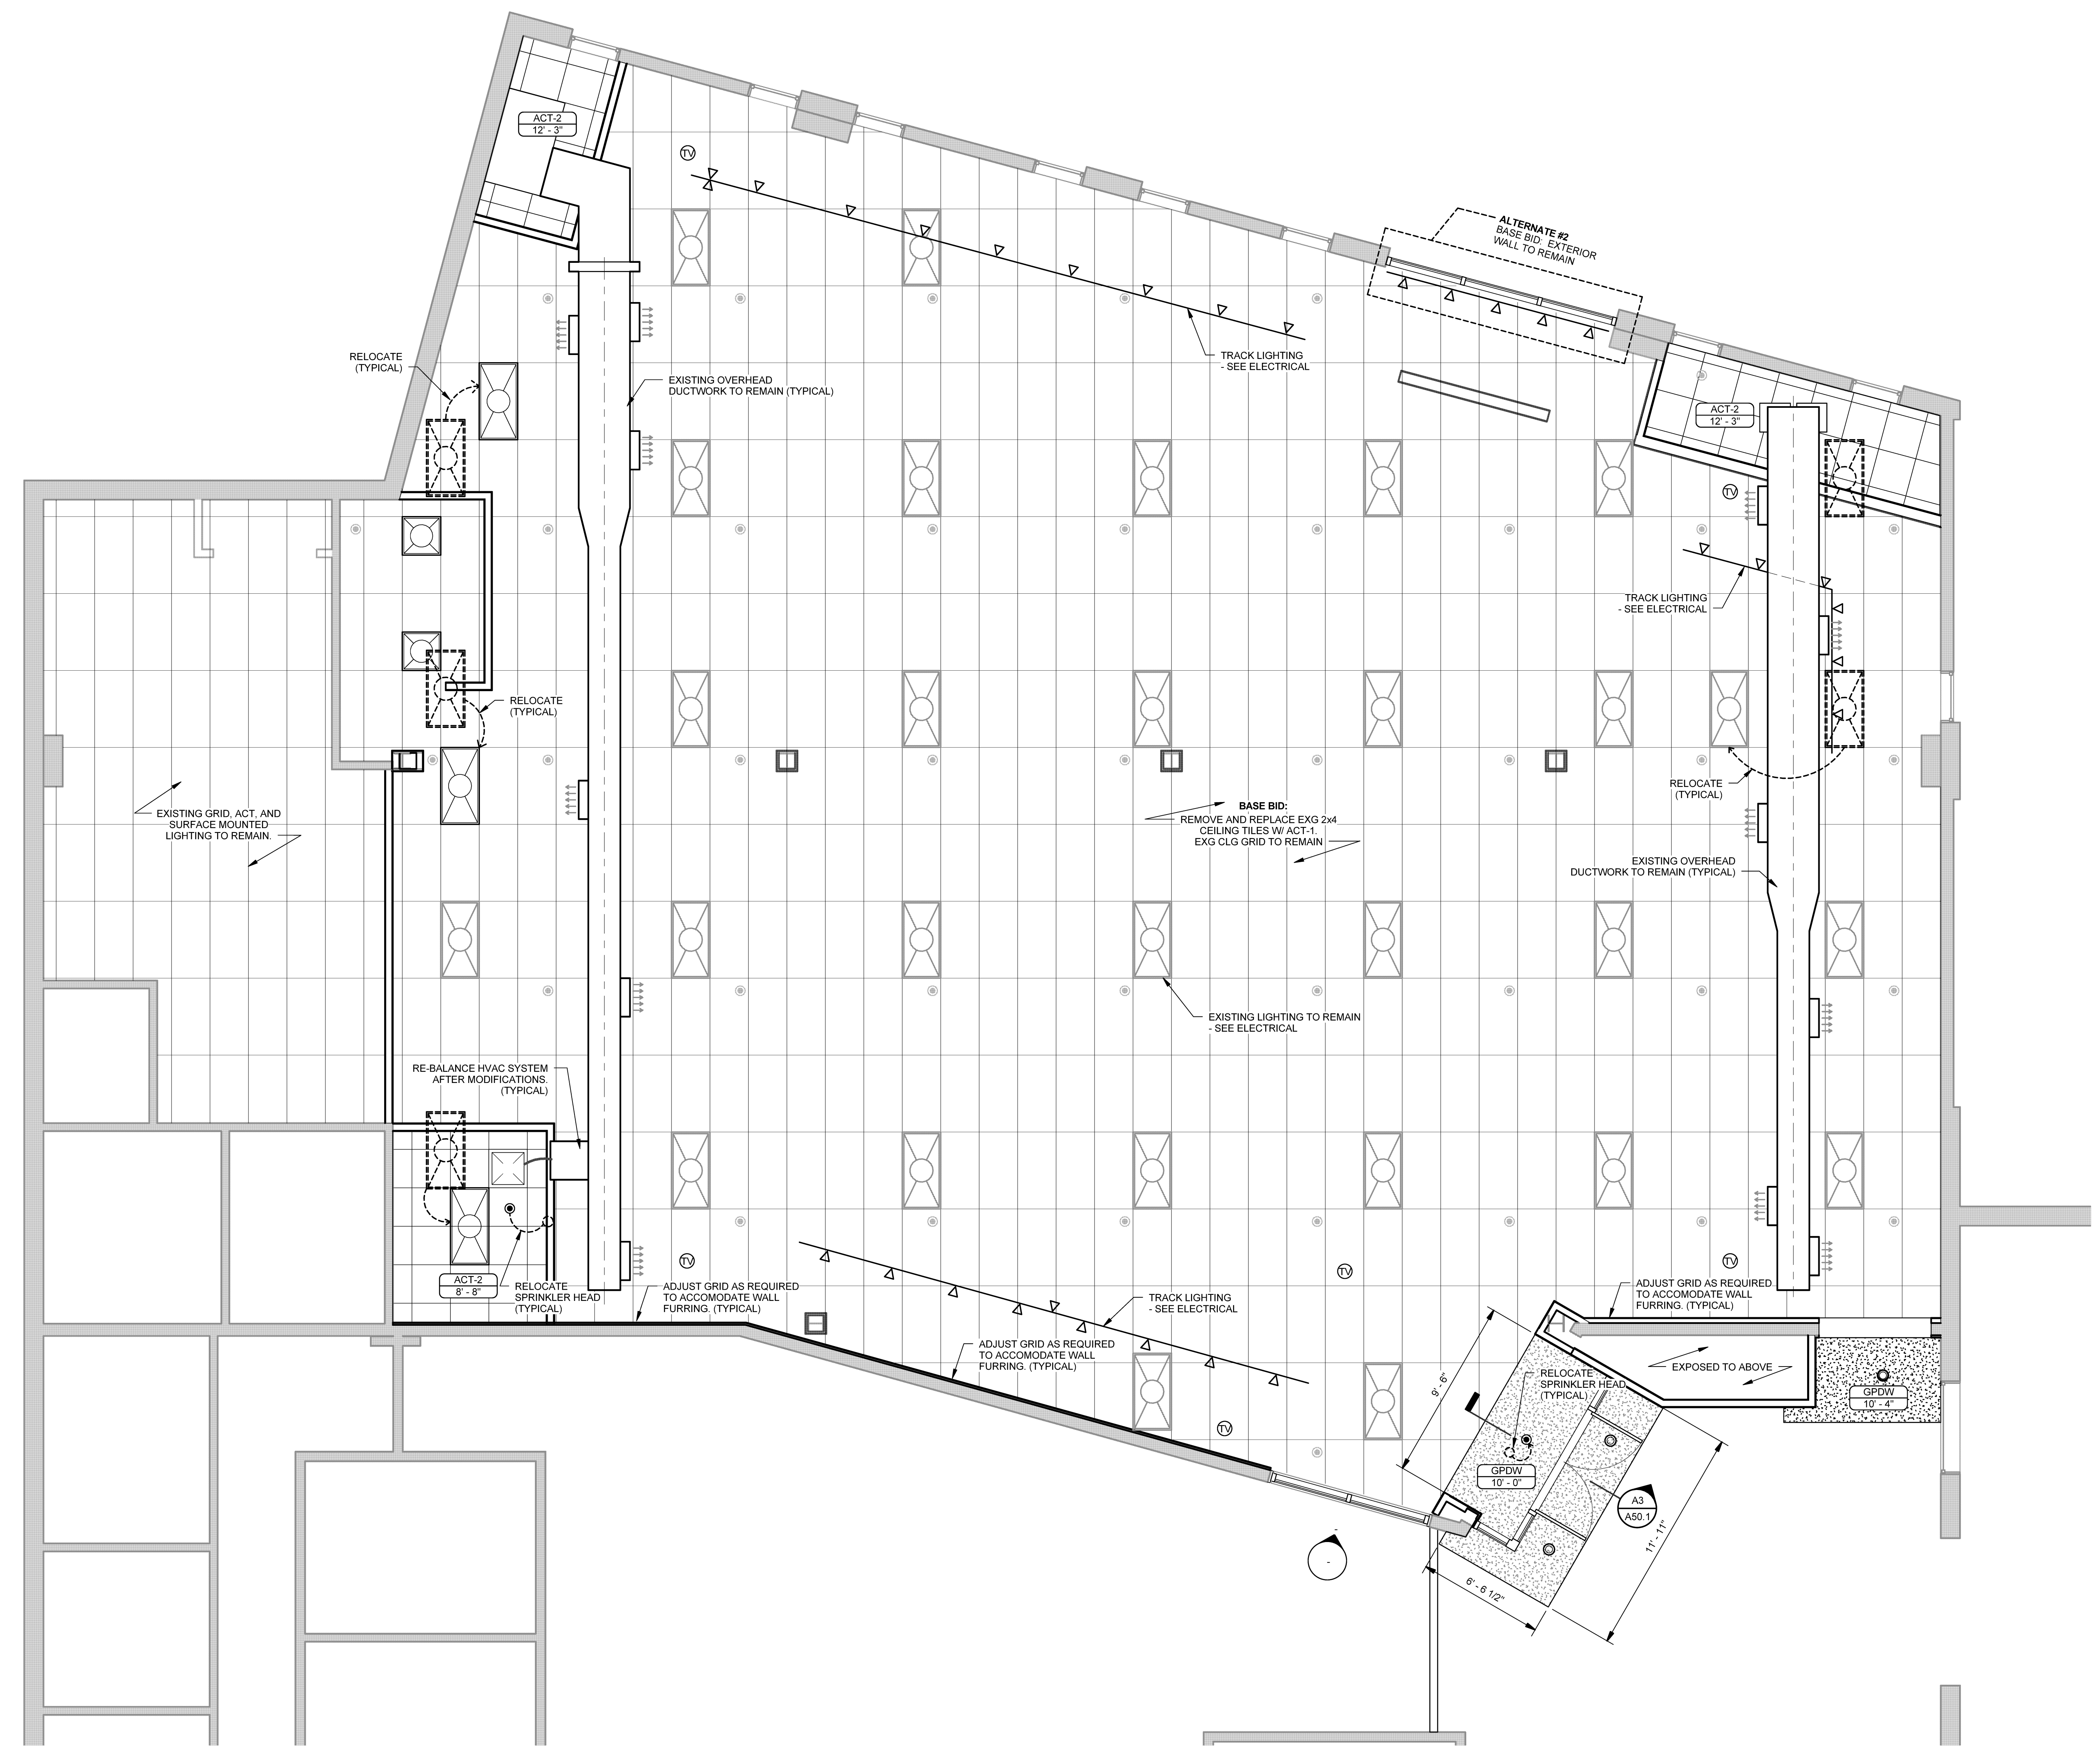 ACT-2
12' - 3"
TV
ALTERNATE #2
BASE BID: EXTERIOR
WALL TO REMAIN
RELOCATE
(TYPICAL)
TRACK LIGHTING
- SEE ELECTRICAL
EXISTING OVERHEAD
DUCTWORK TO REMAIN (TYPICAL)
ACT-2
12' - 3"
TV
TRACK LIGHTING
- SEE ELECTRICAL
RELOCATE
(TYPICAL)
RELOCATE
(TYPICAL)
EXISTING GRID, ACT, AND
SURFACE MOUNTED
LIGHTING TO REMAIN.
BASE BID:
REMOVE AND REPLACE EXG 2x4
CEILING TILES W/ ACT-1.
EXG CLG GRID TO REMAIN
EXISTING OVERHEAD
DUCTWORK TO REMAIN (TYPICAL)
EXISTING LIGHTING TO REMAIN
- SEE ELECTRICAL
RE-BALANCE HVAC SYSTEM
AFTER MODIFICATIONS.
(TYPICAL)
TV
TV
TV
ACT-2
8' - 8"
RELOCATE
SPRINKLER HEAD
(TYPICAL)
ADJUST GRID AS REQUIRED
TO ACCOMODATE WALL
FURRING. (TYPICAL)
TRACK LIGHTING
- SEE ELECTRICAL
ADJUST GRID AS REQUIRED
TO ACCOMODATE WALL
FURRING. (TYPICAL)
ADJUST GRID AS REQUIRED
TO ACCOMODATE WALL
FURRING. (TYPICAL)
EXPOSED TO ABOVE
RELOCATE
SPRINKLER HEAD
(TYPICAL)
9' - 6"
GPDW
10' - 4"
TV
GPDW
10' - 0"
A3
A50.1
11' - 11"
6' - 6 1/2"
-
-